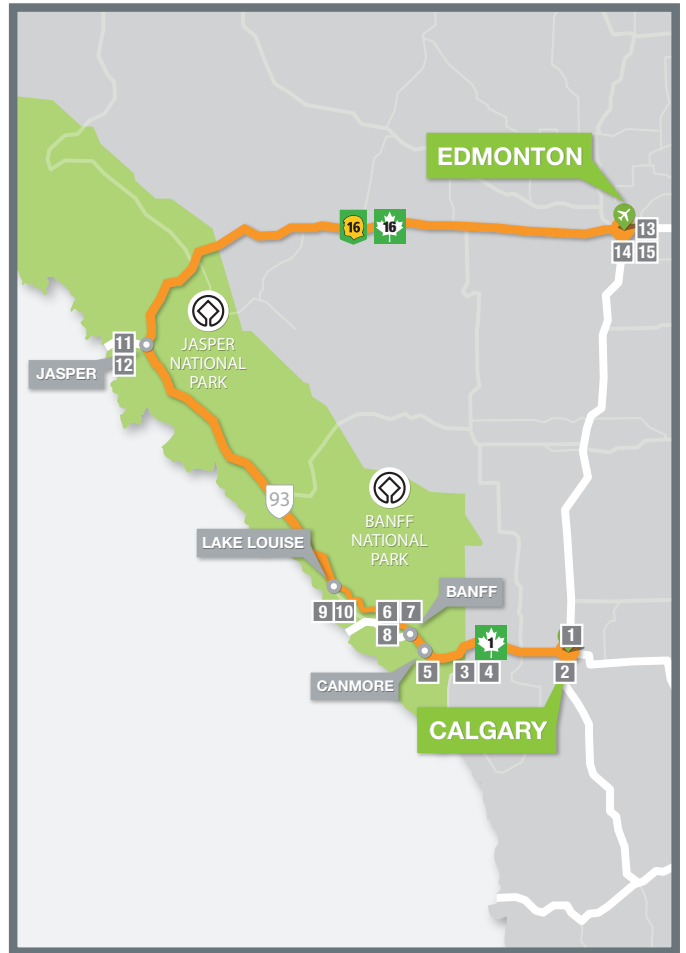 EDMONTON
16
16
13
14 15
JASPER
NATIONAL
PARK
11
12
JASPER
93
BANFF
NATIONAL
PARK
LAKE LOUISE
BANFF
9 10
6 7
8
1
1
CANMORE
5
3 4
2
CALGARY